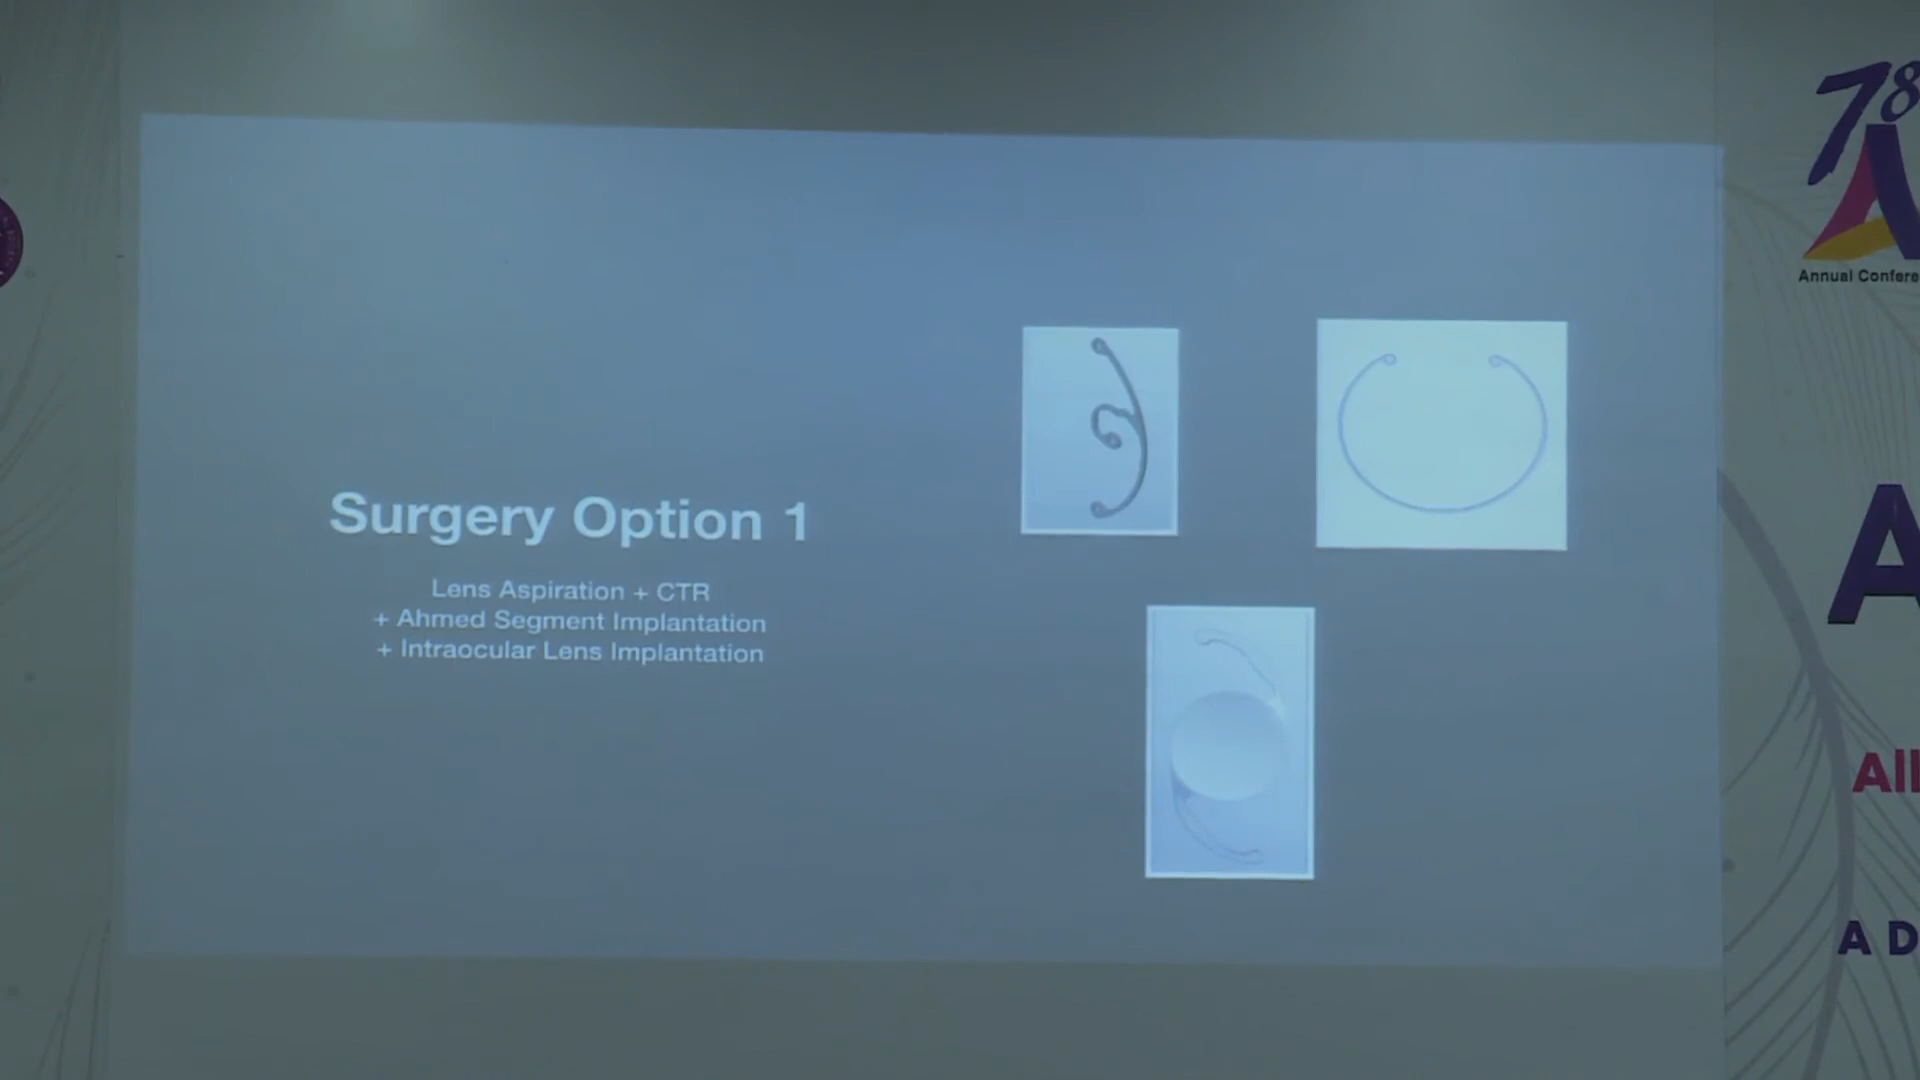 Surgery Option 1
Lens Aspiration + CTR
+ Ahmed Segment Implantation
+ Intraocular Lens Implantation
78
Annual Confere
A
All
A D